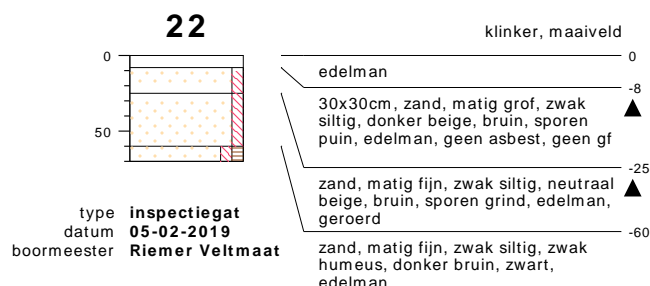 22
klinker, maaiveld
0
0
edelman
-8
30x30cm, zand, matig grof, zwak
siltig, donker beige, bruin, sporen
puin, edelman, geen asbest, geen gf
50
-25
zand, matig fijn, zwak siltig, neutraal
beige, bruin, sporen grind, edelman,
geroerd
-60
zand, matig fijn, zwak siltig, zwak
humeus, donker bruin, zwart,
edelman
type inspectiegat
datum 05-02-2019
boormeester Riemer Veltmaat